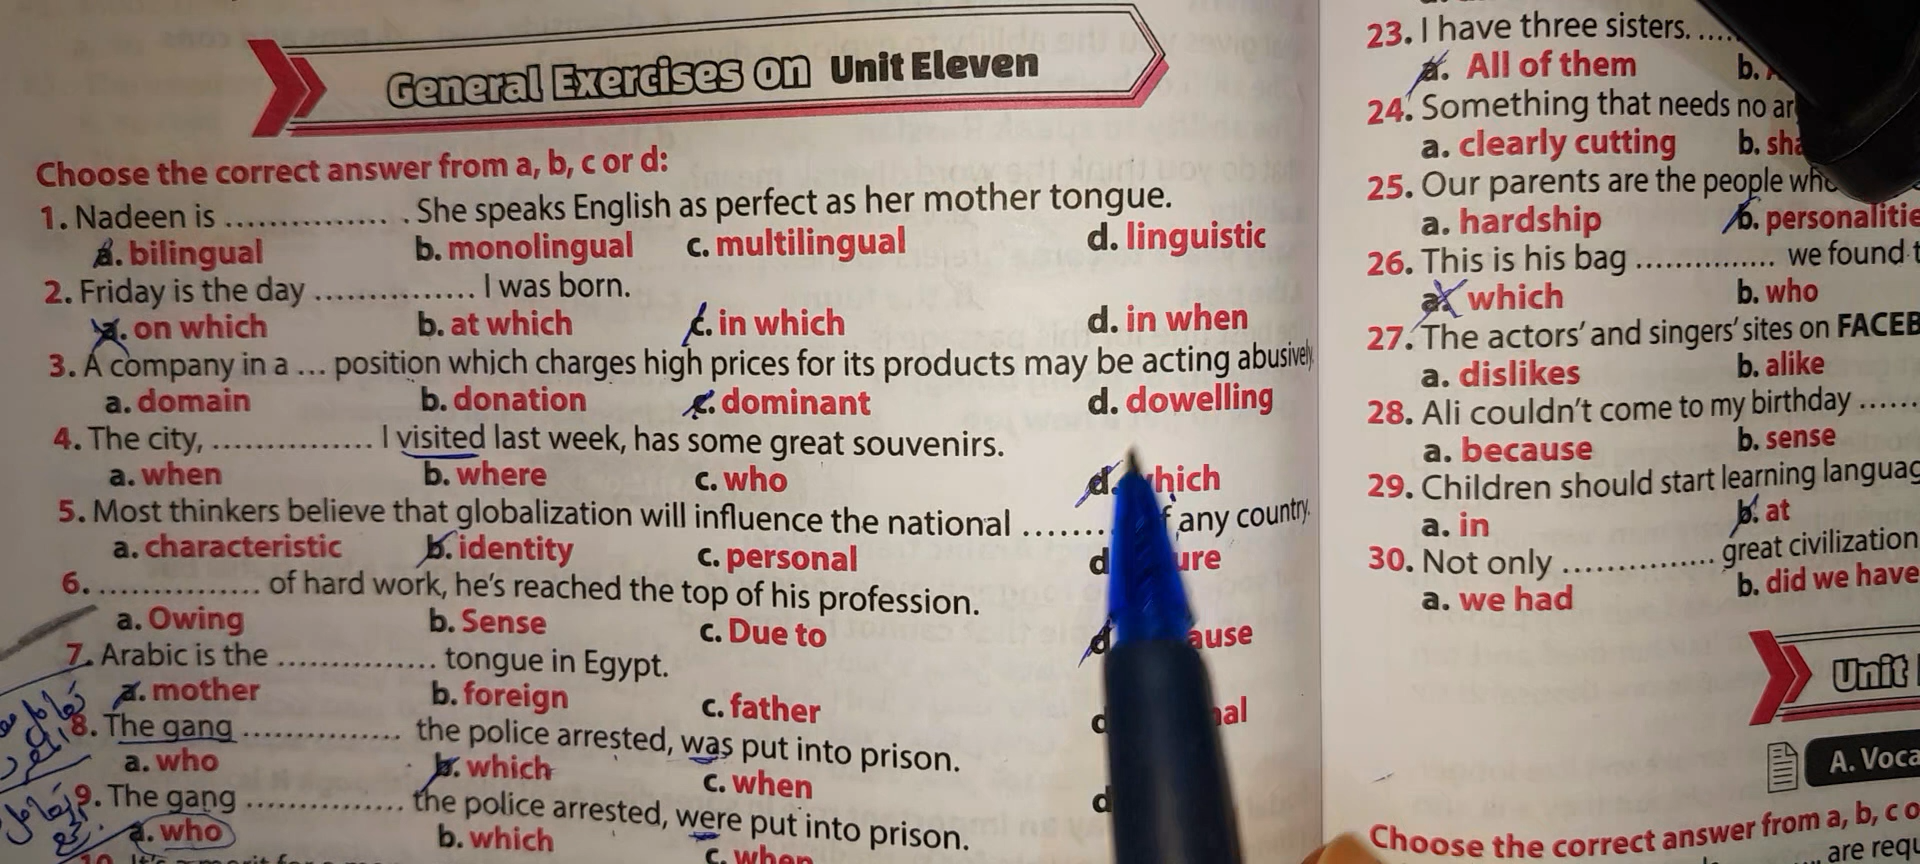 General Exercises on Unit Eleven
Choose the correct answer from a, b, c or d:
1. Nadeen is ................ . She speaks English as perfect as her mother tongue.
a. bilingual b. monolingual c. multilingual d. linguistic
2. Friday is the day ................ I was born.
a. on which b. at which c. in which d. in when
3. A company in a ... position which charges high prices for its products may be acting abusively.
a. domain b. donation c. dominant d. dowelling
4. The city, ................ I visited last week, has some great souvenirs.
a. when b. where c. who d. which
5. Most thinkers believe that globalization will influence the national ........ any country.
a. characteristic b. identity c. personal d
6. ................ of hard work, he's reached the top of his profession.
a. Owing b. Sense c. Due to d
7. Arabic is the ................ tongue in Egypt.
a. mother b. foreign c. father d
8. The gang ................ the police arrested, was put into prison.
a. who b. which c. when d
9. The gang ................ the police arrested, were put into prison.
a. who b. which c. when
23. I have three sisters. ....
a. All of them b.
24. Something that needs no
a. clearly cutting b.
25. Our parents are the people who
a. hardship b.
26. This is his bag ............... we found
a. which b. who
27. The actors' and singers' sites on
a. dislikes b. alike
28. Ali couldn't come to my birthday ......
a. because b. sense
29. Children should start learning
a. in b. at
30. Not only ................ great civilization
a. we had b. did we have
Unit
A.
Choose the correct answer from a, b, c o
are